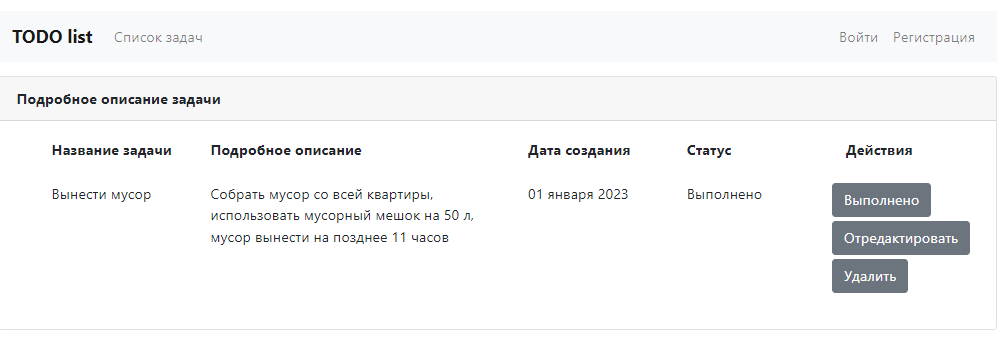 TODO list Список задач Войти Регистрация
Подробное описание задачи
Название задачи Подробное описание Дата создания Статус Действия
Вынести мусор Собрать мусор со всей квартиры, 01 января 2023 Выполнено Выполнено
использовать мусорный мешок на 50 л,
мусор вынести на позднее 11 часов
Отредактировать
Удалить